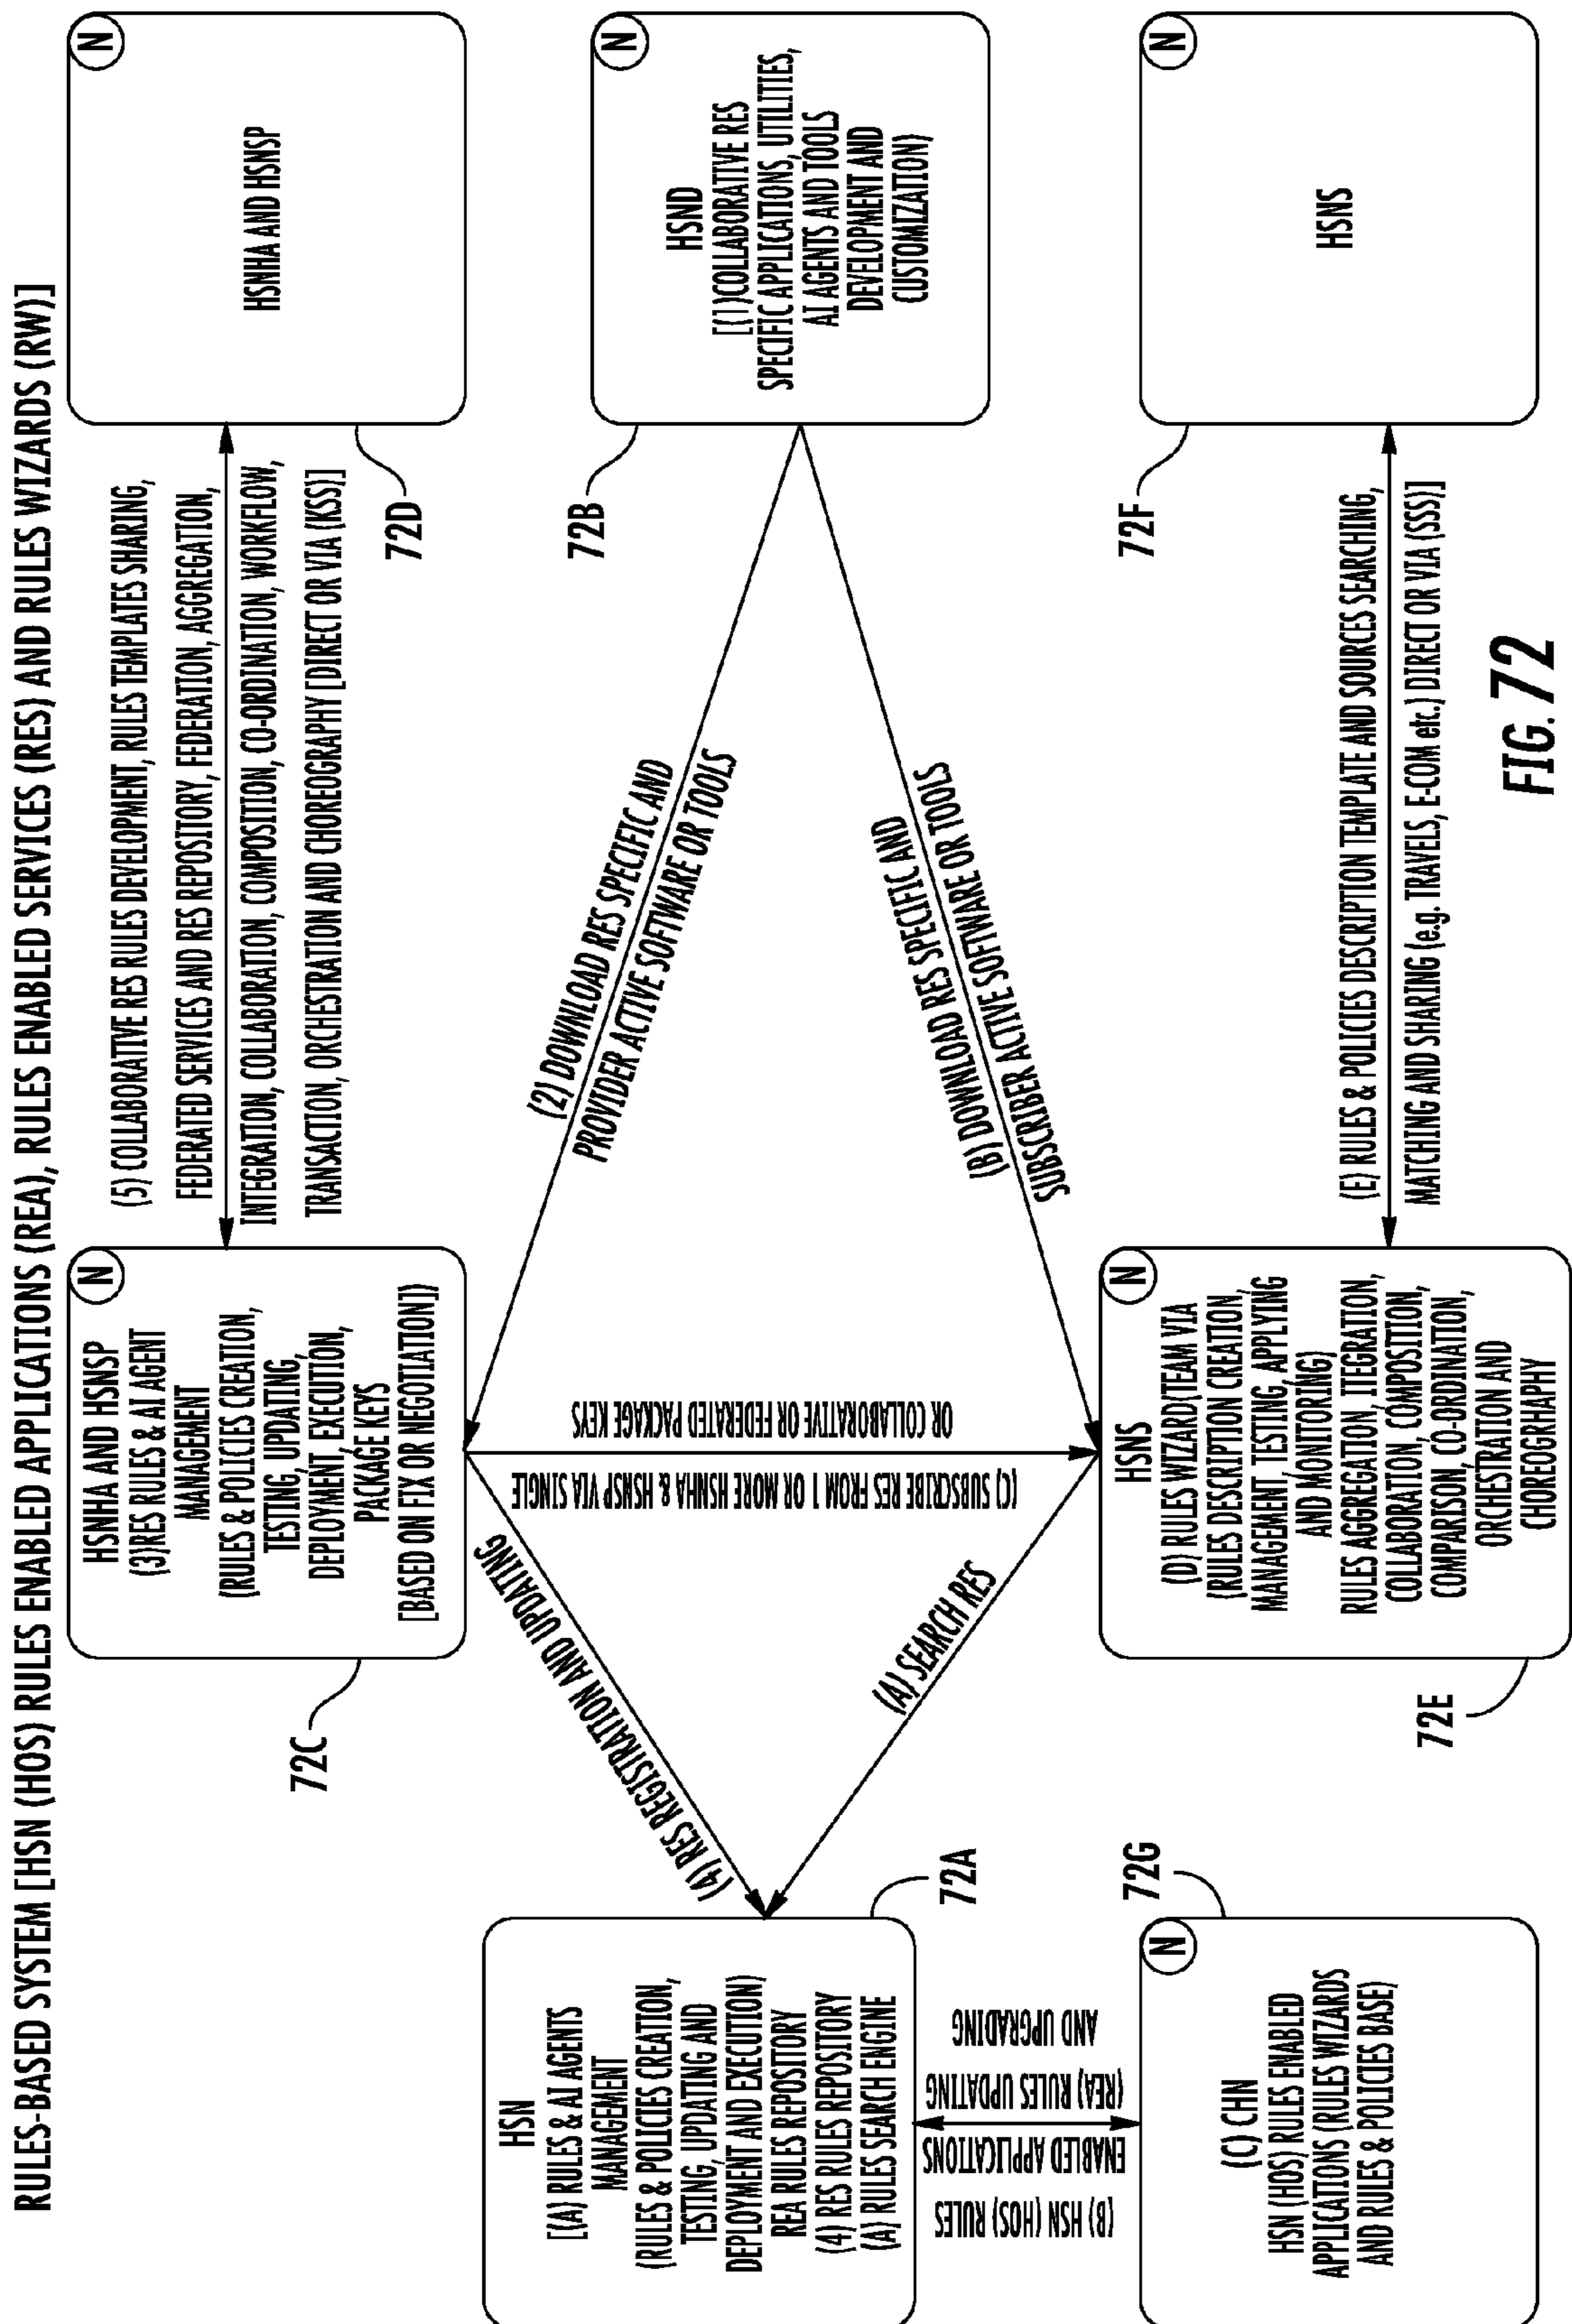 RULES-BASED SYSTEM [HSN (HOS) RULES ENABLED APPLICATIONS (REA), RULES ENABLED SERVICES (RES) AND RULES WIZARDS (RW)]
HSNHA AND HSNSP
(3)RES RULES & AI AGENT
MANAGEMENT
(RULES & POLICIES CREATION,
TESTING, UPDATING,
DEPLOYMENT, EXECUTION,
PACKAGE KEYS
[BASED ON FIX OR NEGOTIATION])
N
72C
(5) COLLABORATIVE RES RULES DEVELOPMENT, RULES TEMPLATES SHARING,
FEDERATED SERVICES AND RES REPOSITORY, FEDERATION, AGGREGATION,
INTEGRATION, COLLABORATION, COMPOSITION, CO-ORDINATION, WORKFLOW,
TRANSACTION, ORCHESTRATION AND CHOREOGRAPHY [DIRECT OR VIA (KSS)]
HSNHA AND HSNSP
N
72D
HSN
[(A) RULES & AI AGENTS
MANAGEMENT
(RULES & POLICIES CREATION,
TESTING, UPDATING AND
DEPLOYMENT AND EXECUTION)
REA RULES REPOSITORY
(4) RES RULES REPOSITORY
(A) RULES SEARCH ENGINE
72A
(4) RES REGISTRATION AND UPDATING
(A) SEARCH RES
(C) SUBSCRIBE RES FROM 1 OR MORE HSNHA & HSNSP VIA SINGLE
OR COLLABORATIVE OR FEDERATED PACKAGE KEYS
(2) DOWNLOAD RES SPECIFIC AND
PROVIDER ACTIVE SOFTWARE OR TOOLS
(B) DOWNLOAD RES SPECIFIC AND
SUBSCRIBER ACTIVE SOFTWARE OR TOOLS
HSND
[(1)COLLABORATIVE RES
SPECIFIC APPLICATIONS, UTILITIES,
AI AGENTS AND TOOLS
DEVELOPMENT AND
CUSTOMIZATION)
N
72B
(B) HSN (HOS) RULES
ENABLED APPLICATIONS
(REA) RULES UPDATING
AND UPGRADING
(C) CHN
HSN (HOS) RULES ENABLED
APPLICATIONS (RULES WIZARDS
AND RULES & POLICIES BASE)
N
72G
HSNS
(D) RULES WIZARD(TEAM VIA
(RULES DESCRIPTION CREATION,
MANAGEMENT, TESTING, APPLYING
AND MONITORING)
RULES AGGREGATION, ITEGRATION,
COLLABORATION, COMPOSITION,
COMPARISON, CO-ORDINATION,
ORCHESTRATION AND
CHOREOGRAPHY
N
72E
(E) RULES & POLICIES DESCRIPTION TEMPLATE AND SOURCES SEARCHING,
MATCHING AND SHARING (e.g. TRAVELS, E-COM etc.) DIRECT OR VIA (SSS)]
HSNS
N
72F
FIG. 72